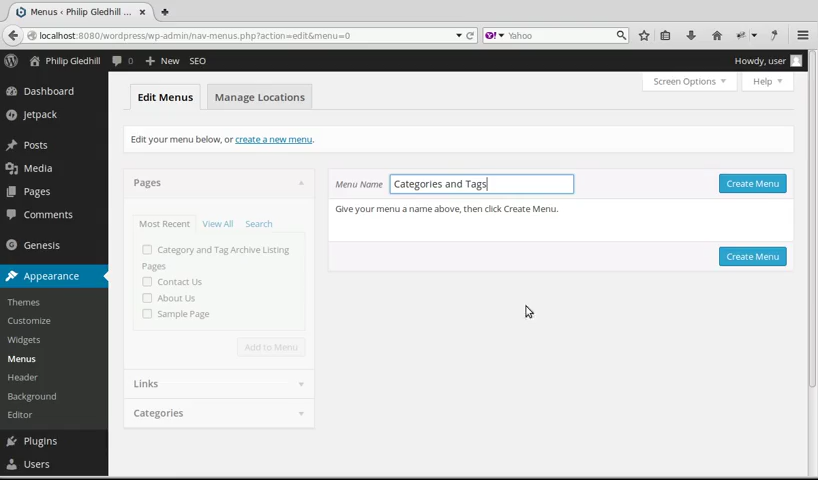 Menus ‹ Philip Gledhill ...
localhost:8080/wordpress/wp-admin/nav-menus.php?action=edit&menu=0
Yahoo
Philip Gledhill
0
New
SEO
Howdy, user
Dashboard
Jetpack
Posts
Media
Pages
Comments
Genesis
Appearance
Themes
Customize
Widgets
Menus
Header
Background
Editor
Plugins
Users
Screen Options
Help
Edit Menus
Manage Locations
Edit your menu below, or create a new menu.
Pages
Most Recent
View All
Search
Category and Tag Archive Listing
Pages
Contact Us
About Us
Sample Page
Add to Menu
Links
Categories
Menu Name
Categories and Tags
Create Menu
Give your menu a name above, then click Create Menu.
Create Menu